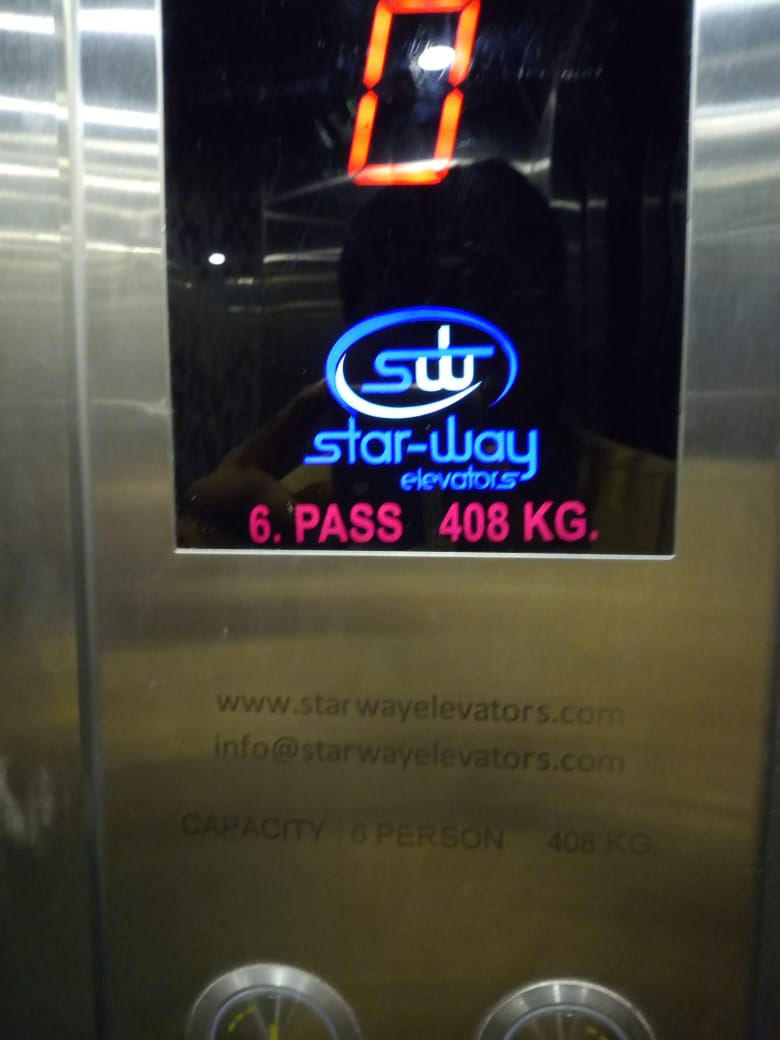 0
sw
star-way
elevators
6. PASS 408 KG.
www.starwayelevators.com
info@starwayelevators.com
CAPACITY : 6 PERSON 408 KG.